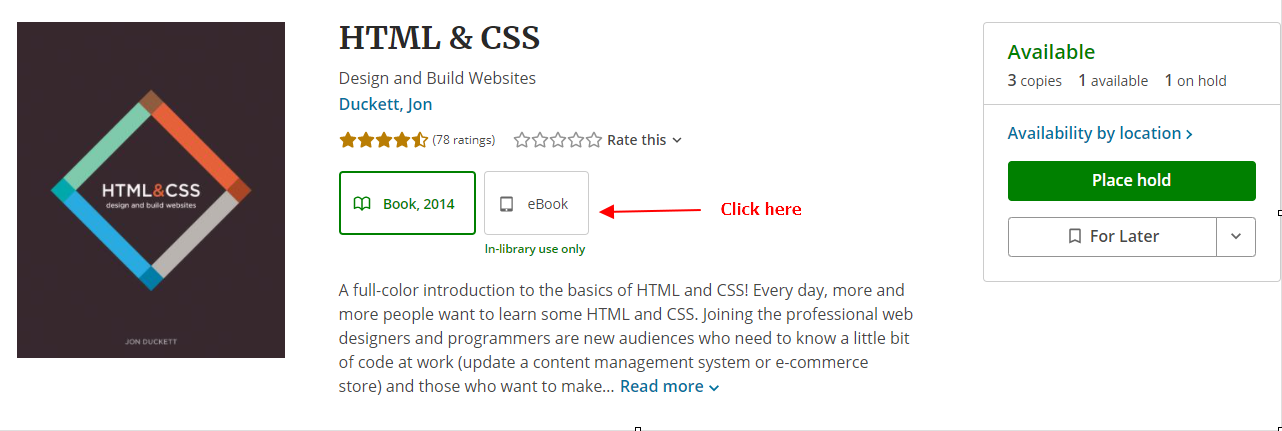 HTML & CSS
Design and Build Websites
Duckett, Jon
(78 ratings) Rate this
Book, 2014 eBook
In-library use only
Click here
A full-color introduction to the basics of HTML and CSS! Every day, more and
more people want to learn some HTML and CSS. Joining the professional web
designers and programmers are new audiences who need to know a little bit
of code at work (update a content management system or e-commerce
store) and those who want to make... Read more
HTML&CSS
design and build websites
JON DUCKETT
Available
3 copies 1 available 1 on hold
Availability by location
Place hold
For Later